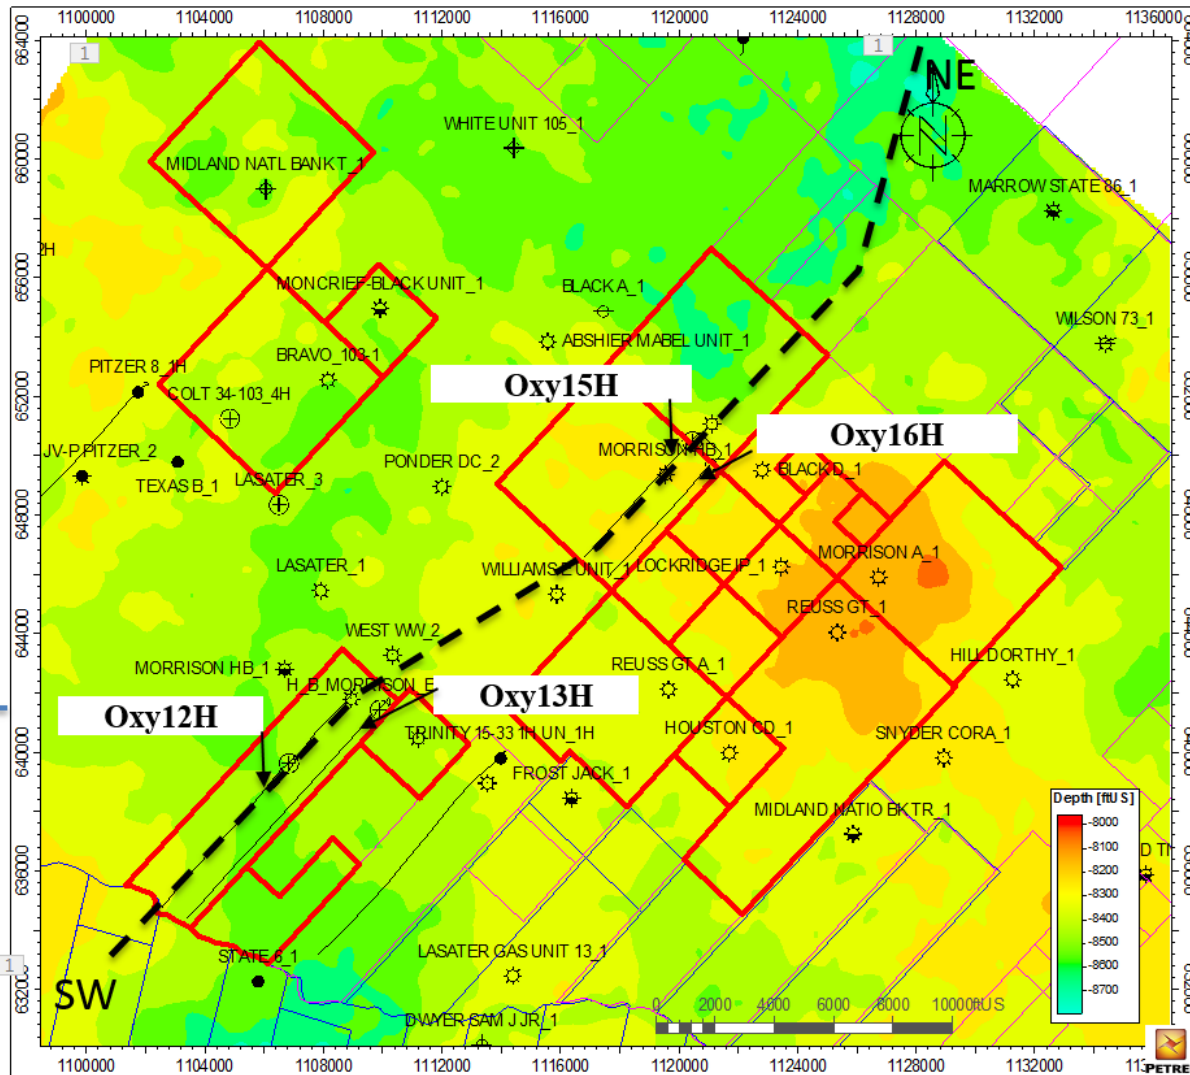 1100000 1104000 1108000 1112000 1116000 1120000 1124000 1128000 1132000 1136000
664000
1
1
NE
N
WHITE UNIT 105_1
660000
MIDLAND NATL BANK T_1
MARROW STATE 86_1
2H
656000
MONCRIEF-BLACK UNIT_1
BLACK A_1
WILSON 73_1
ABSHIER MABEL UNIT_1
BRAVO_103-1
PITZER 8_1H
652000
COLT 34-103_4H
Oxy15H
Oxy16H
JV-P PITZER_2
MORRISON HB_1
PONDER DC_2
BLACK D_1
TEXAS B_1
LASATER_3
648000
MORRISON A_1
LASATER_1
WILLIAMS E UNIT_1
LOCKRIDGE IP_1
REUSS GT_1
644000
WEST WW_2
MORRISON HB_1
REUSS GT A_1
HILL DORTHY_1
H_B_MORRISON_E
Oxy13H
Oxy12H
TRINITY 15-33 1H UN_1H
HOUSTON CD_1
SNYDER CORA_1
640000
FROST JACK_1
Depth [ftUS]
MIDLAND NATIO BK TR_1
-8000
-8100
-8200
-8300
-8400
-8500
-8600
-8700
D TN
636000
STATE 6_1
LASATER GAS UNIT 13_1
1
SW
632000
0 2000 4000 6000 8000 10000ftUS
DWYER SAM J JR_1
1100000 1104000 1108000 1112000 1116000 1120000 1124000 1128000 1132000
PETRE